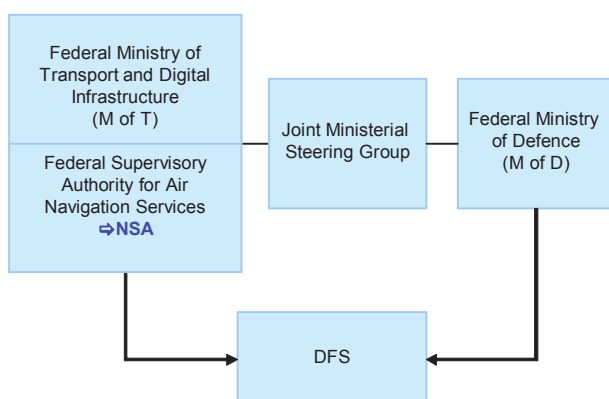 Federal Ministry of
Transport and Digital
Infrastructure
(M of T)
Federal Supervisory
Authority for Air
Navigation Services
⇨NSA
Joint Ministerial
Steering Group
Federal Ministry
of Defence
(M of D)
DFS